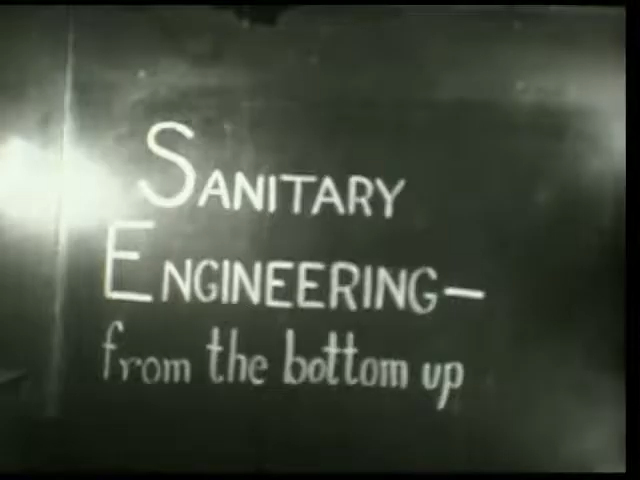 SANITARY
ENGINEERING—
from the bottom up